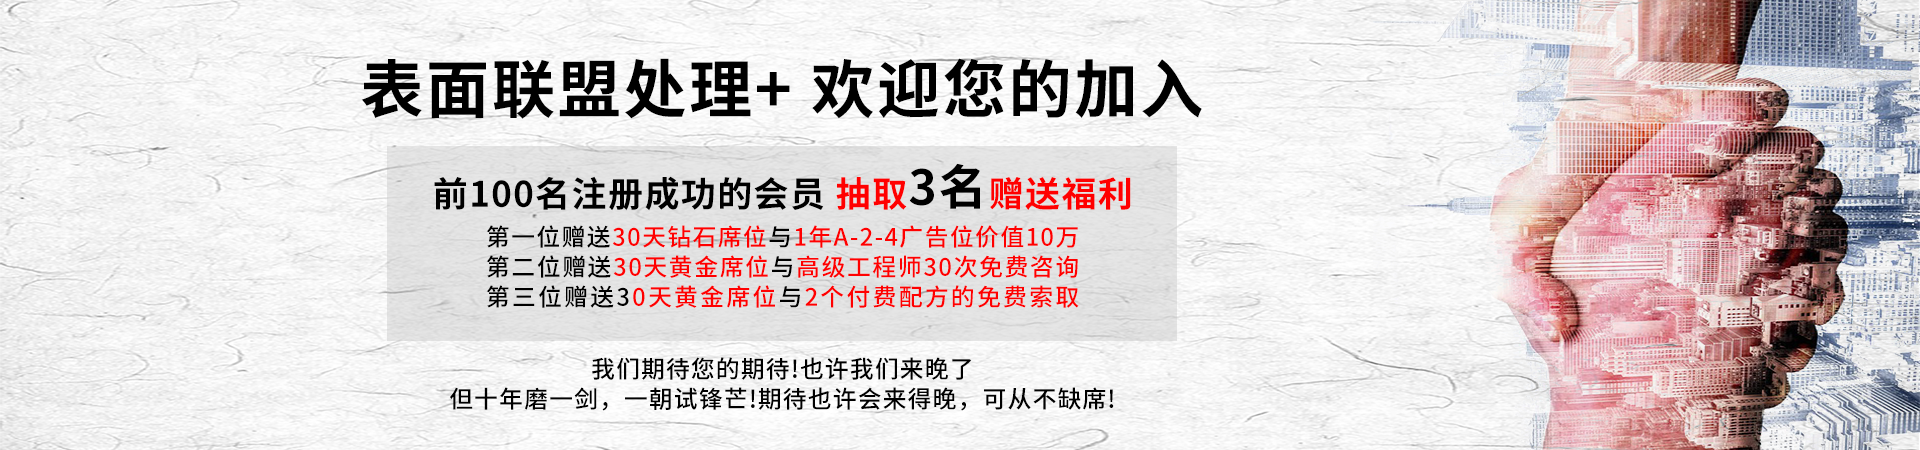 表面联盟处理+ 欢迎您的加入
前100名注册成功的会员 抽取3名赠送福利
第一位赠送30天钻石席位与1年A-2-4广告位价值10万
第二位赠送30天黄金席位与高级工程师30次免费咨询
第三位赠送30天黄金席位与2个付费配方的免费索取
我们期待您的期待!也许我们来晚了
但十年磨一剑，一朝试锋芒!期待也许会来得晚，可从不缺席!